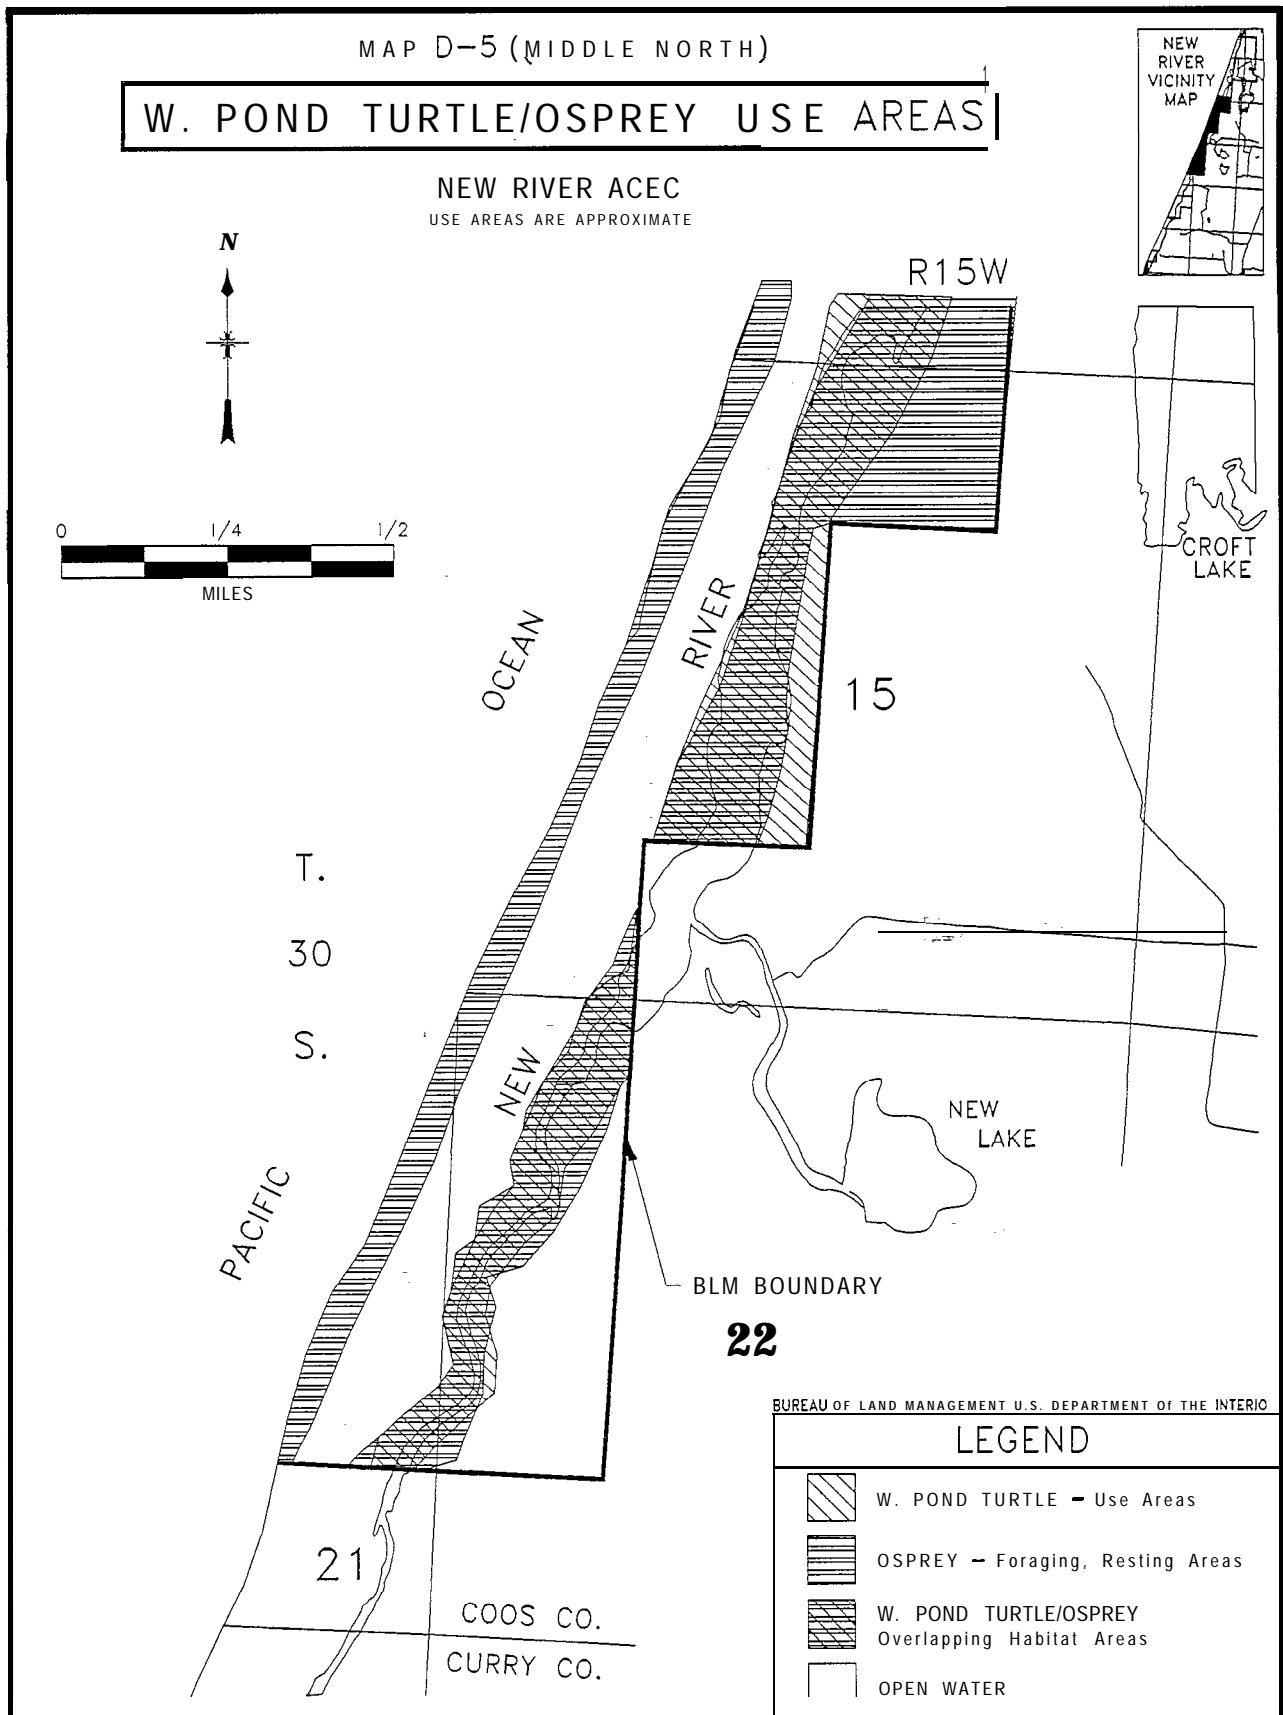 MAP D-5 (MIDDLE NORTH)
W. POND TURTLE/OSPREY USE AREAS
NEW RIVER ACEC
USE AREAS ARE APPROXIMATE
NEW
RIVER
VICINITY
MAP
N
R15W
0 1/4 1/2
MILES
CROFT
LAKE
OCEAN
RIVER
15
T.
30
S.
NEW
NEW
LAKE
PACIFIC
BLM BOUNDARY
22
21
COOS CO.
CURRY CO.
BUREAU OF LAND MANAGEMENT U.S. DEPARTMENT Of THE INTERIO
LEGEND
W. POND TURTLE – Use Areas
OSPREY – Foraging, Resting Areas
W. POND TURTLE/OSPREY
Overlapping Habitat Areas
OPEN WATER